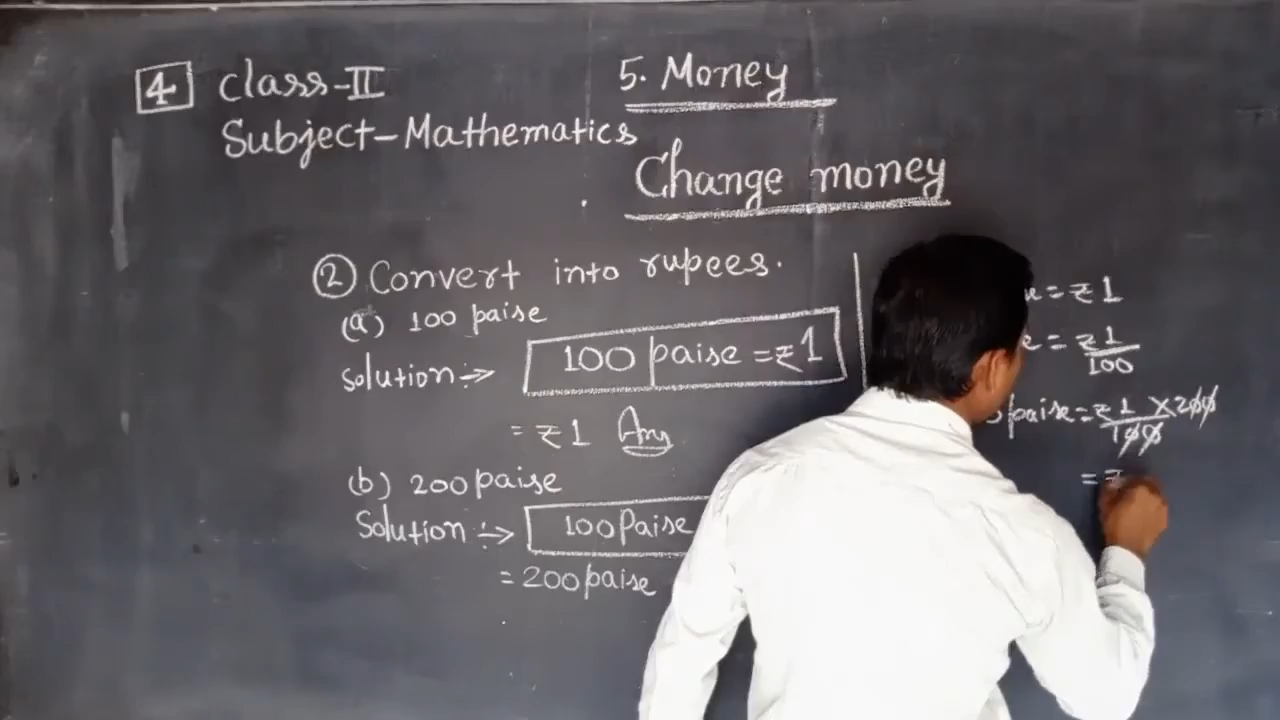 4 Class-II
Subject-Mathematics
5. Money
Change money
② Convert into rupees.
(a) 100 paise
Solution:→ 100 paise = ₹1
= ₹1 Ans
(b) 200 paise
Solution:→ 100 Paise
= 200 paise
= ₹1
= ₹1/100
paise = ₹1/100 × 200
= ₹